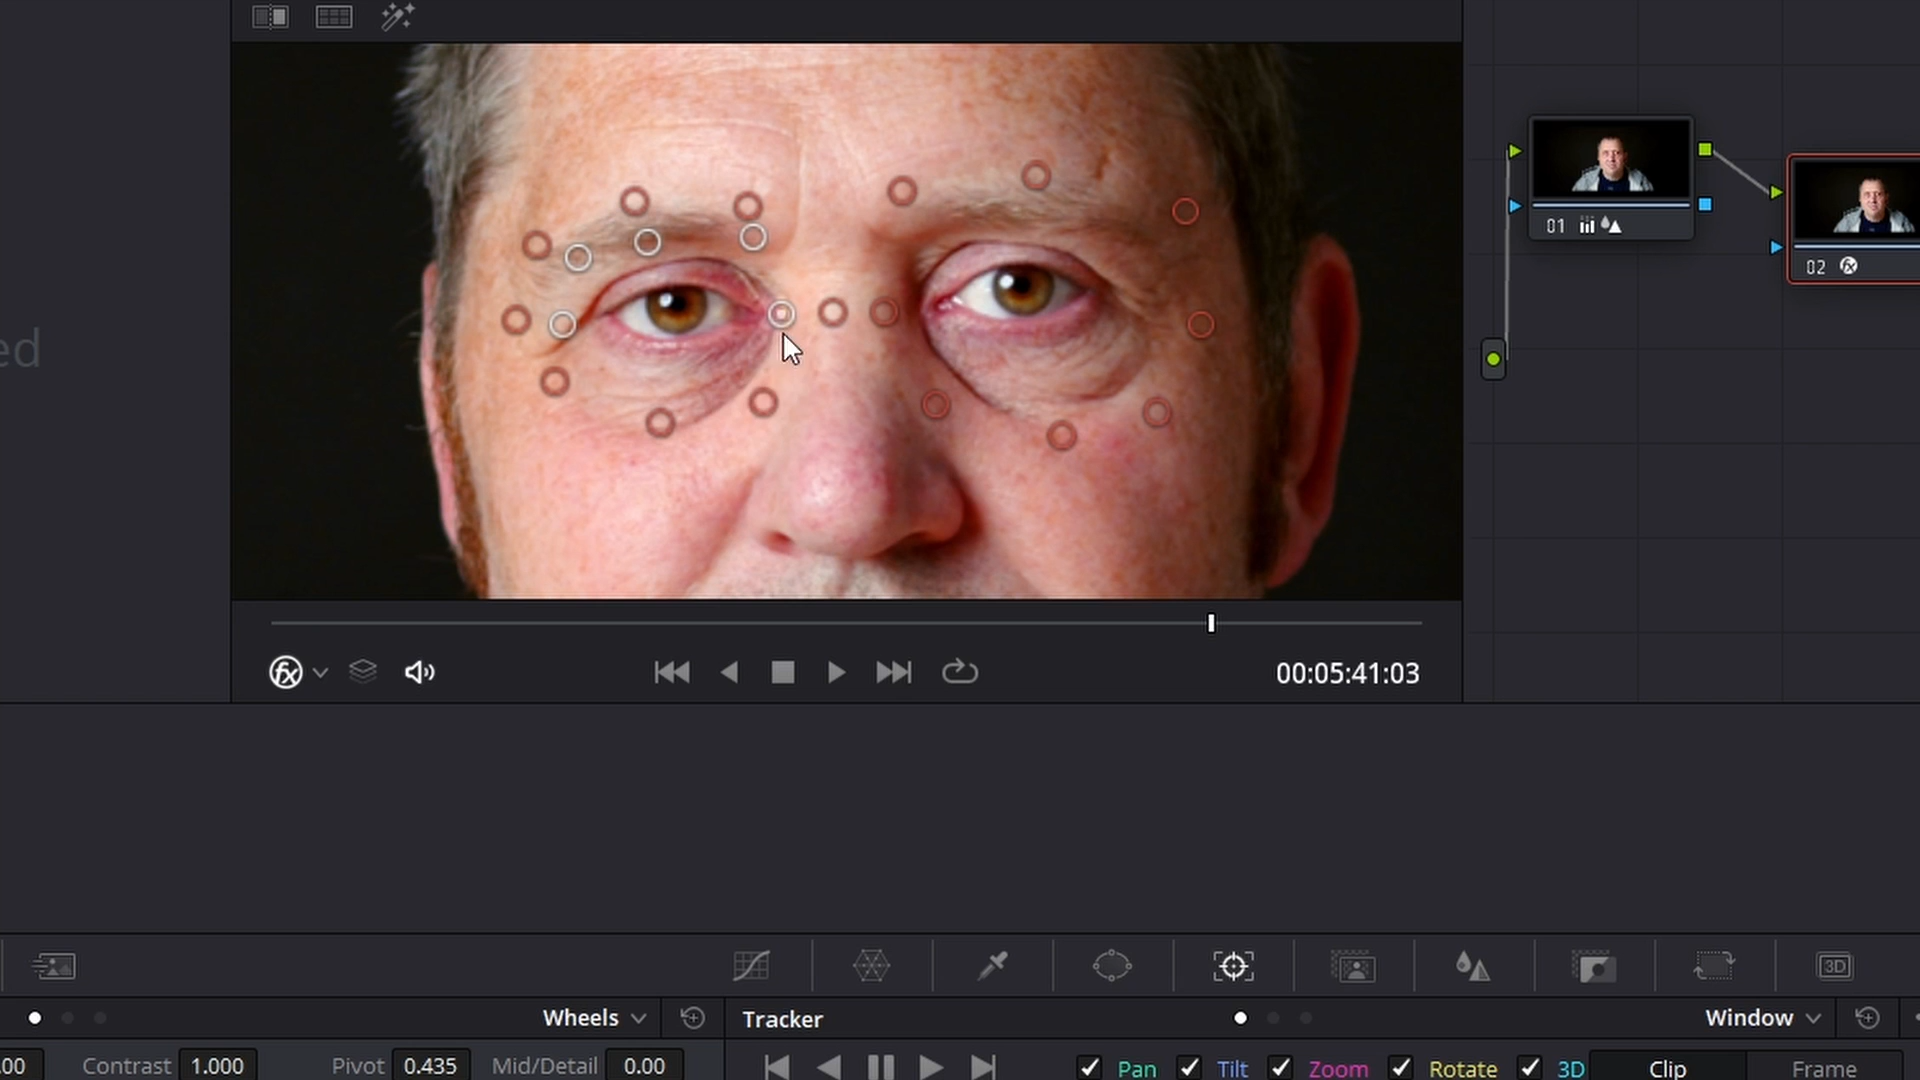 ed
01
02
00:05:41:03
3D
Wheels
Tracker
Window
.00
Contrast 1.000
Pivot 0.435
Mid/Detail 0.00
Pan
Tilt
Zoom
Rotate
3D
Clip
Frame